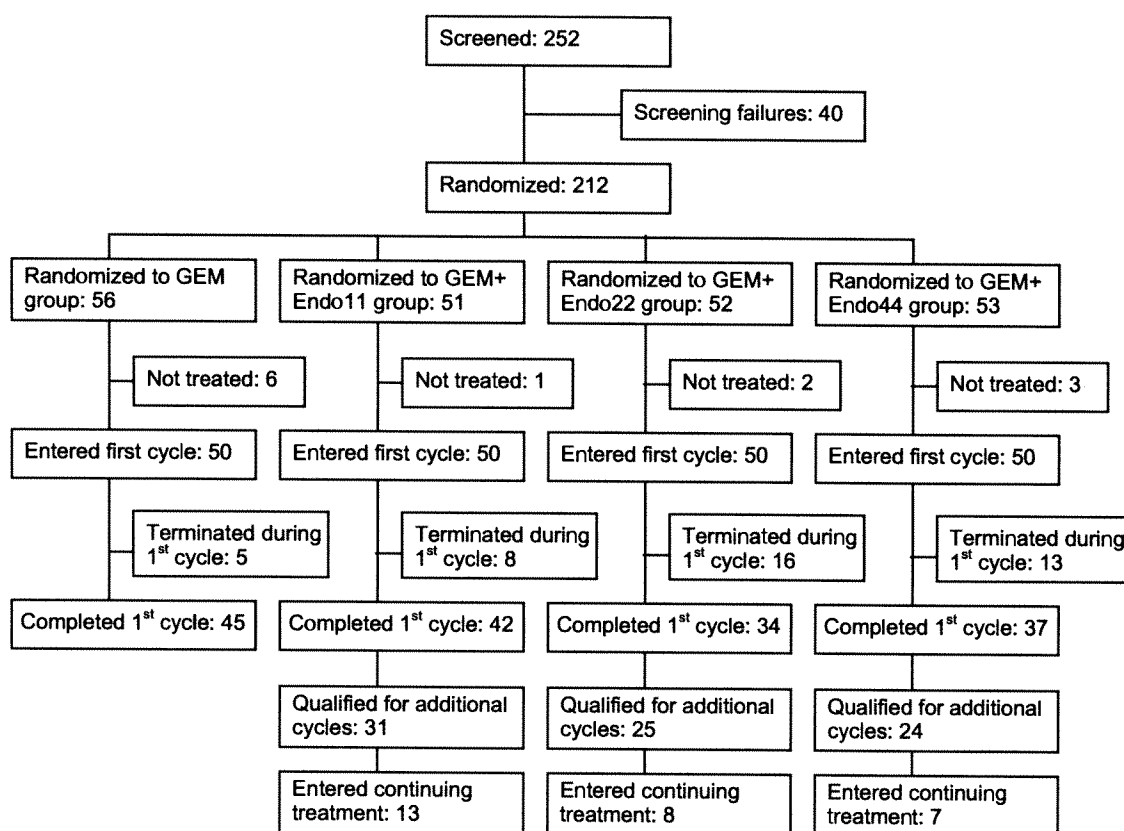 Screened: 252
Screening failures: 40
Randomized: 212
Randomized to GEM
group: 56
Randomized to GEM+
Endo11 group: 51
Randomized to GEM+
Endo22 group: 52
Randomized to GEM+
Endo44 group: 53
Not treated: 6
Not treated: 1
Not treated: 2
Not treated: 3
Entered first cycle: 50
Entered first cycle: 50
Entered first cycle: 50
Entered first cycle: 50
Terminated during
1st cycle: 5
Terminated during
1st cycle: 8
Terminated during
1st cycle: 16
Terminated during
1st cycle: 13
Completed 1st cycle: 45
Completed 1st cycle: 42
Completed 1st cycle: 34
Completed 1st cycle: 37
Qualified for additional
cycles: 31
Qualified for additional
cycles: 25
Qualified for additional
cycles: 24
Entered continuing
treatment: 13
Entered continuing
treatment: 8
Entered continuing
treatment: 7